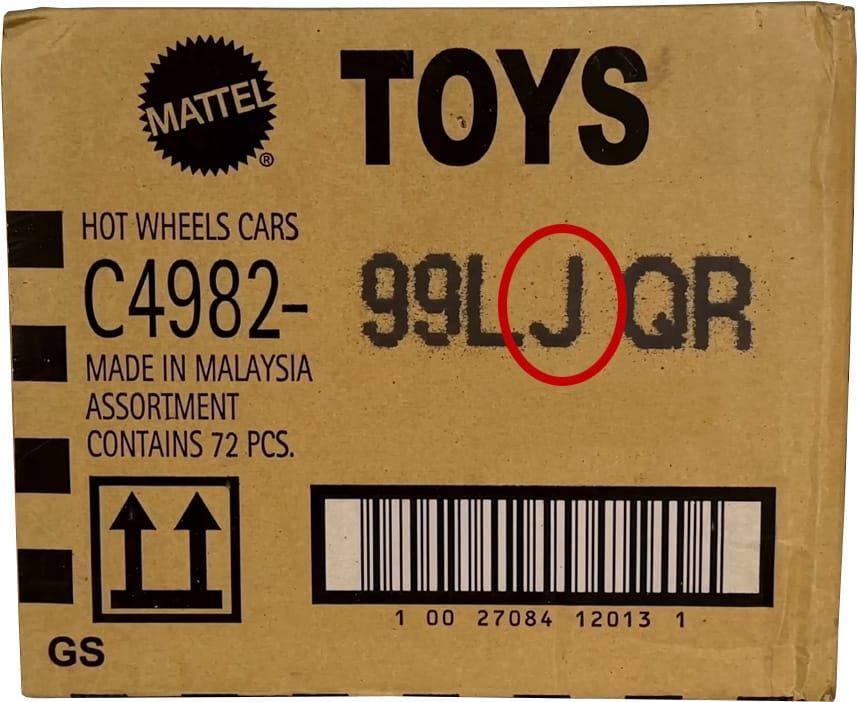 MATTEL® TOYS
HOT WHEELS CARS
C4982- 99LJ QR
MADE IN MALAYSIA
ASSORTMENT
CONTAINS 72 PCS.
1 00 27084 12013 1
GS